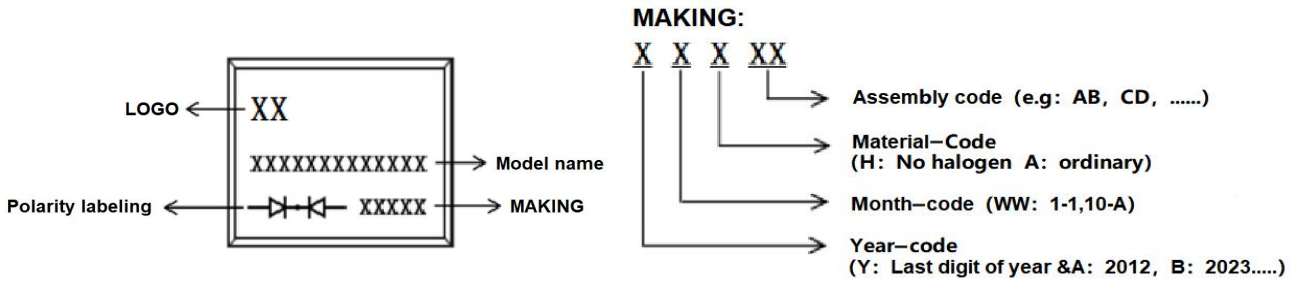 MAKING:
X X X XX
LOGO
XX
Assembly code (e.g: AB, CD, ......)
Material-Code
(H: No halogen A: ordinary)
XXXXXXXXXXXXX
Model name
Polarity labeling
XXXXX
MAKING
Month-code (WW: 1-1,10-A)
Year-code
(Y: Last digit of year &A: 2012, B: 2023.....)